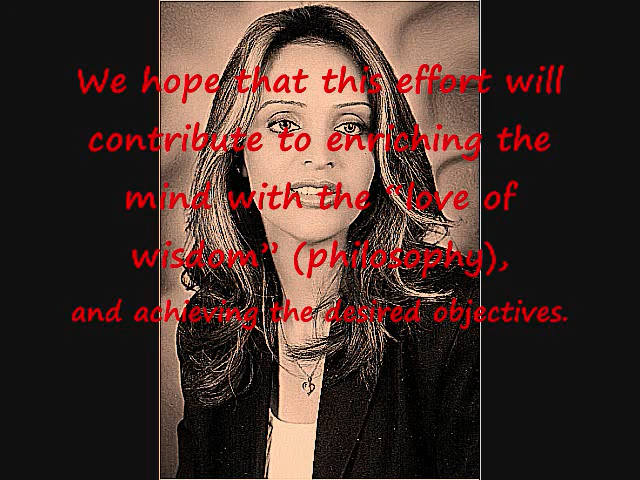 We hope that this effort will
contribute to enriching the
mind with the “love of
wisdom” (philosophy),
and achieving the desired objectives.